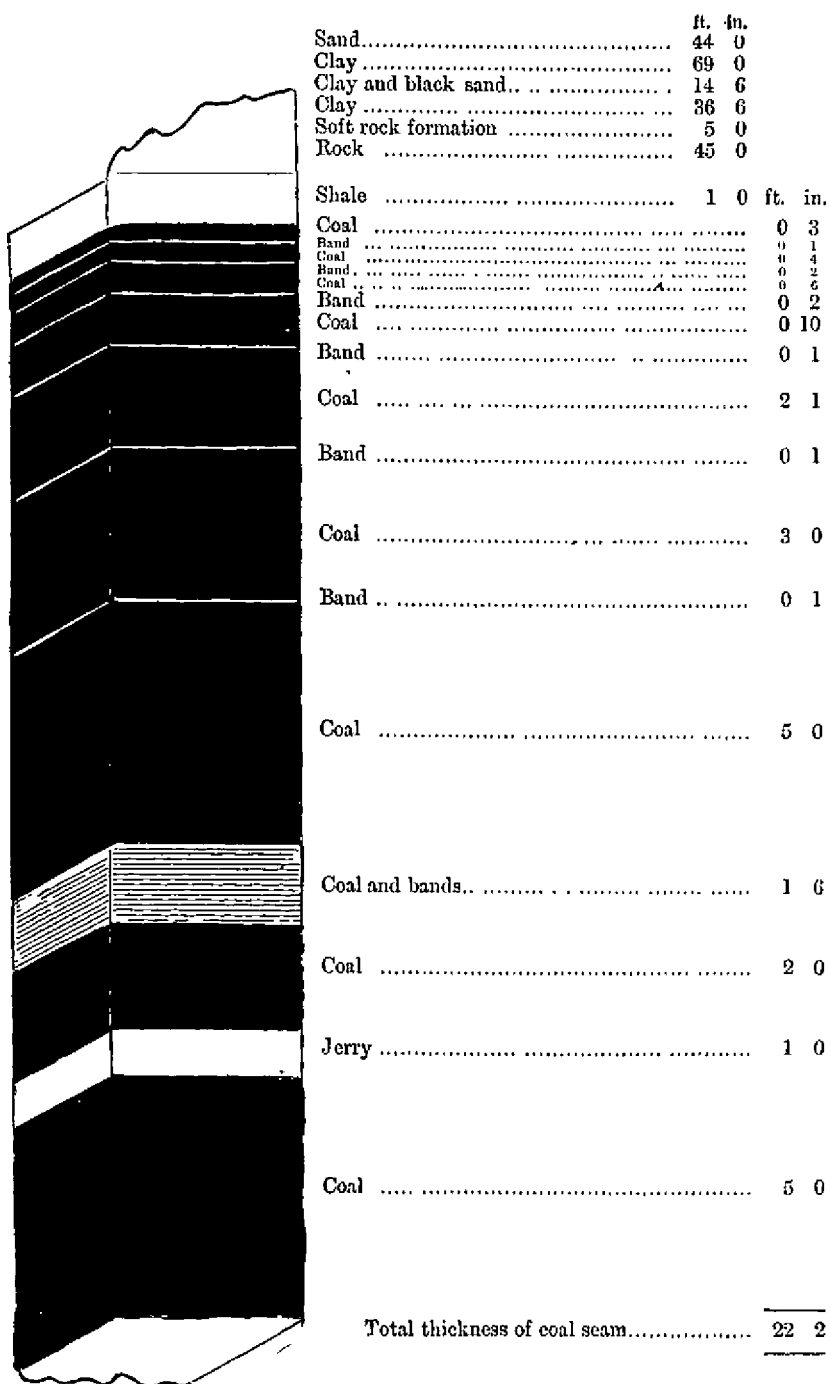 ft. in.
Sand 44 0
Clay 69 0
Clay and black sand 14 6
Clay 36 6
Soft rock formation 5 0
Rock 45 0
Shale 1 0 ft. in.
Coal 0 3
Band 0 1
Coal 0 4
Band 0 2
Coal 0 6
Band 0 2
Coal 0 10
Band 0 1
Coal 2 1
Band 0 1
Coal 3 0
Band 0 1
Coal 5 0
Coal and bands 1 6
Coal 2 0
Jerry 1 0
Coal 5 0
Total thickness of coal seam 22 2